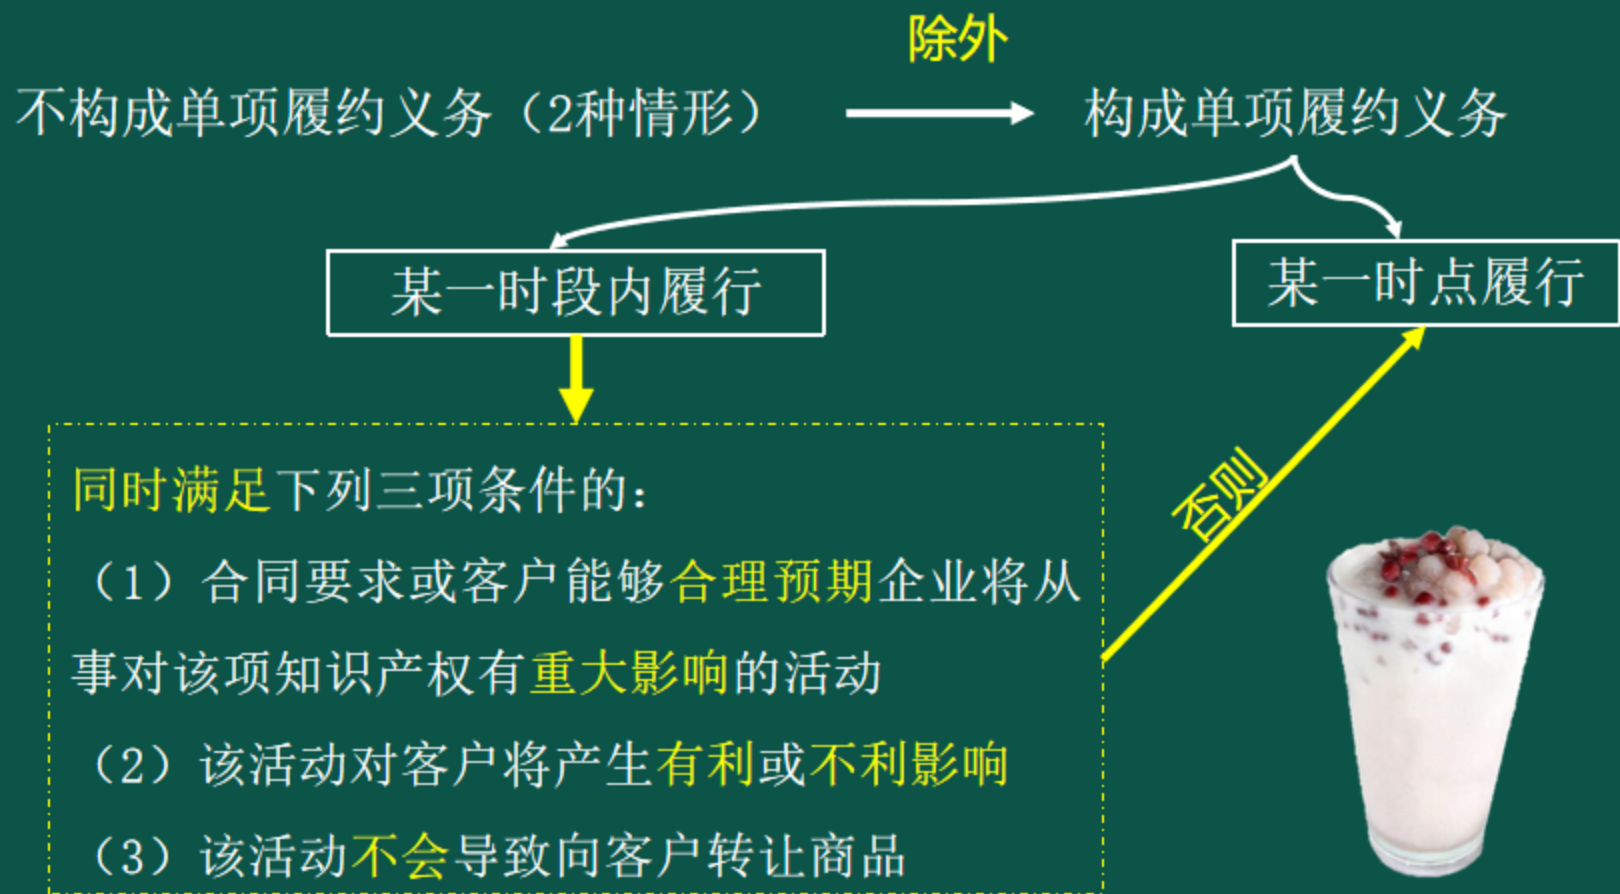 除外
不构成单项履约义务（2种情形）
构成单项履约义务
某一时段内履行
某一时点履行
同时满足下列三项条件的：
（1）合同要求或客户能够合理预期企业将从
事对该项知识产权有重大影响的活动
（2）该活动对客户将产生有利或不利影响
（3）该活动不会导致向客户转让商品
否则